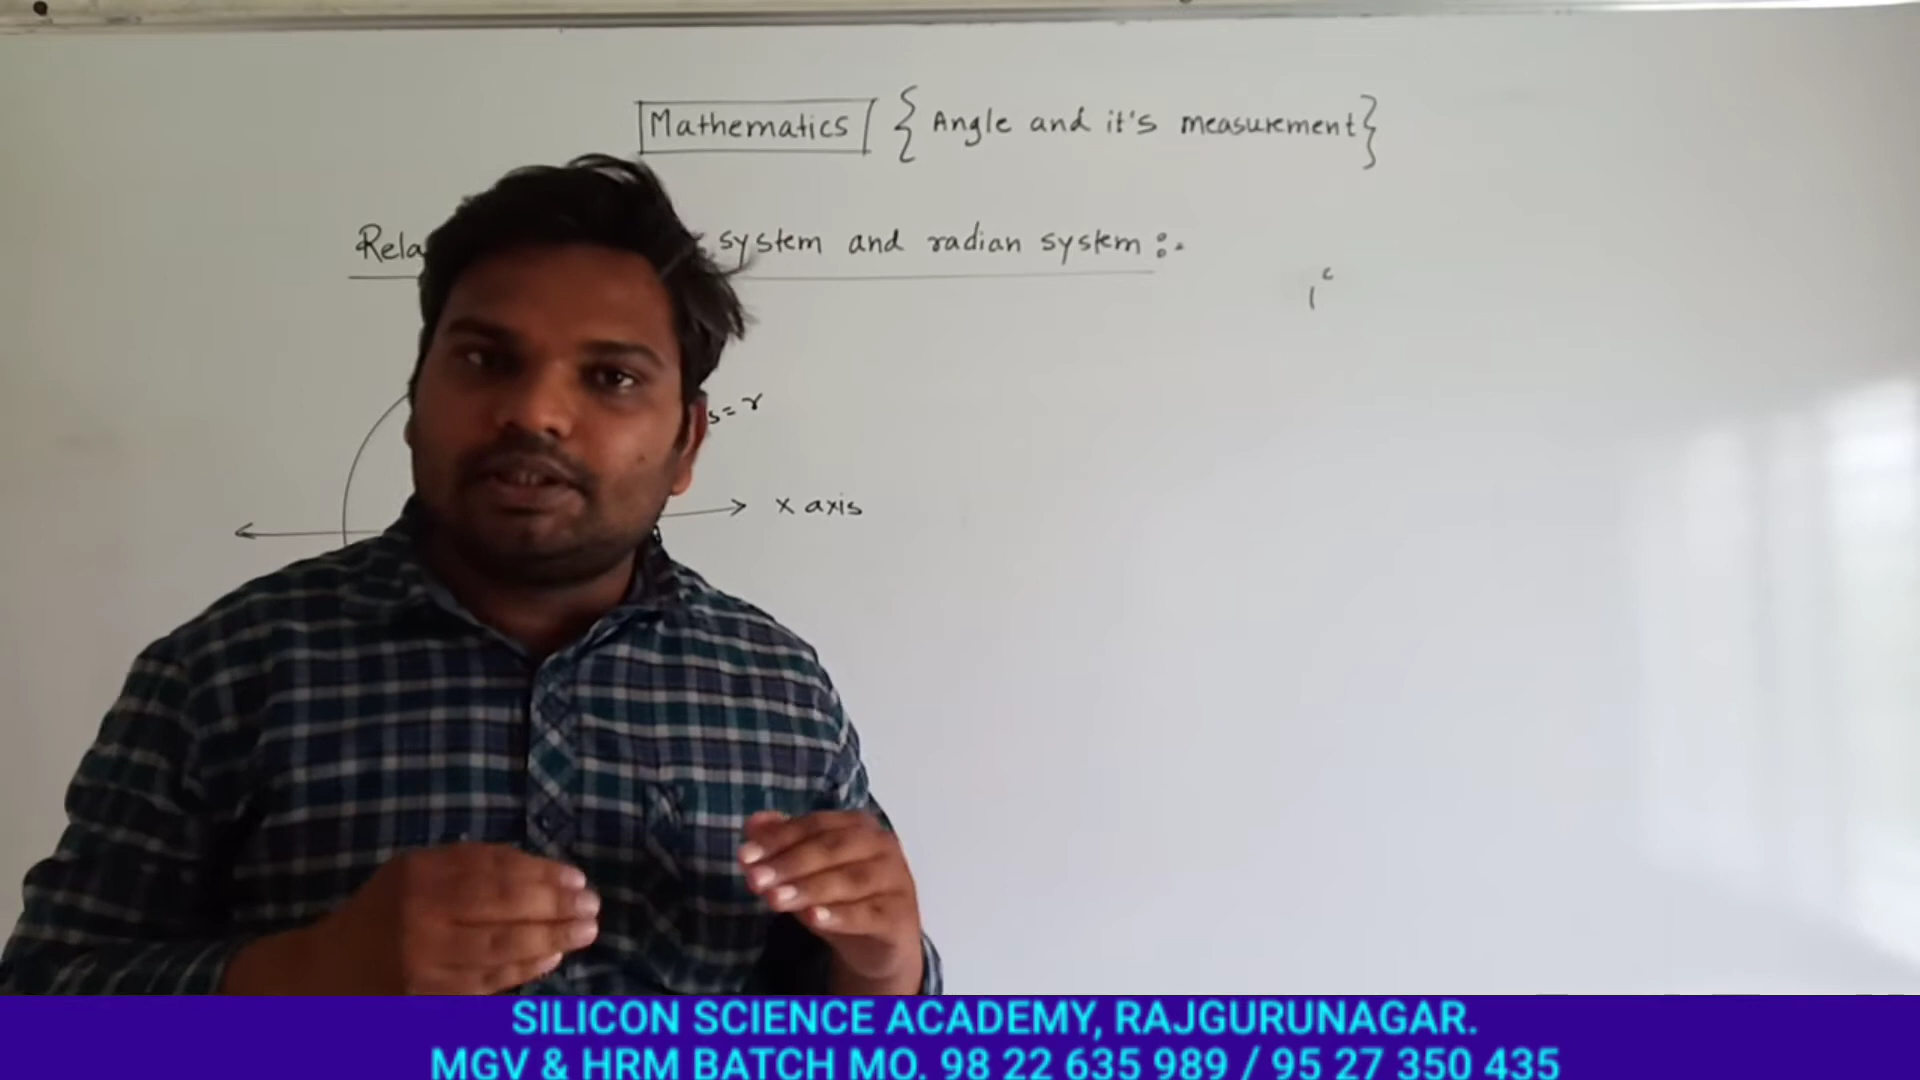 Mathematics { Angle and it's measurement}
system and radian system :-
1ᶜ
s = r
x axis
SILICON SCIENCE ACADEMY, RAJGURUNAGAR.
MGV & HRM BATCH MO. 98 22 635 989 / 95 27 350 435